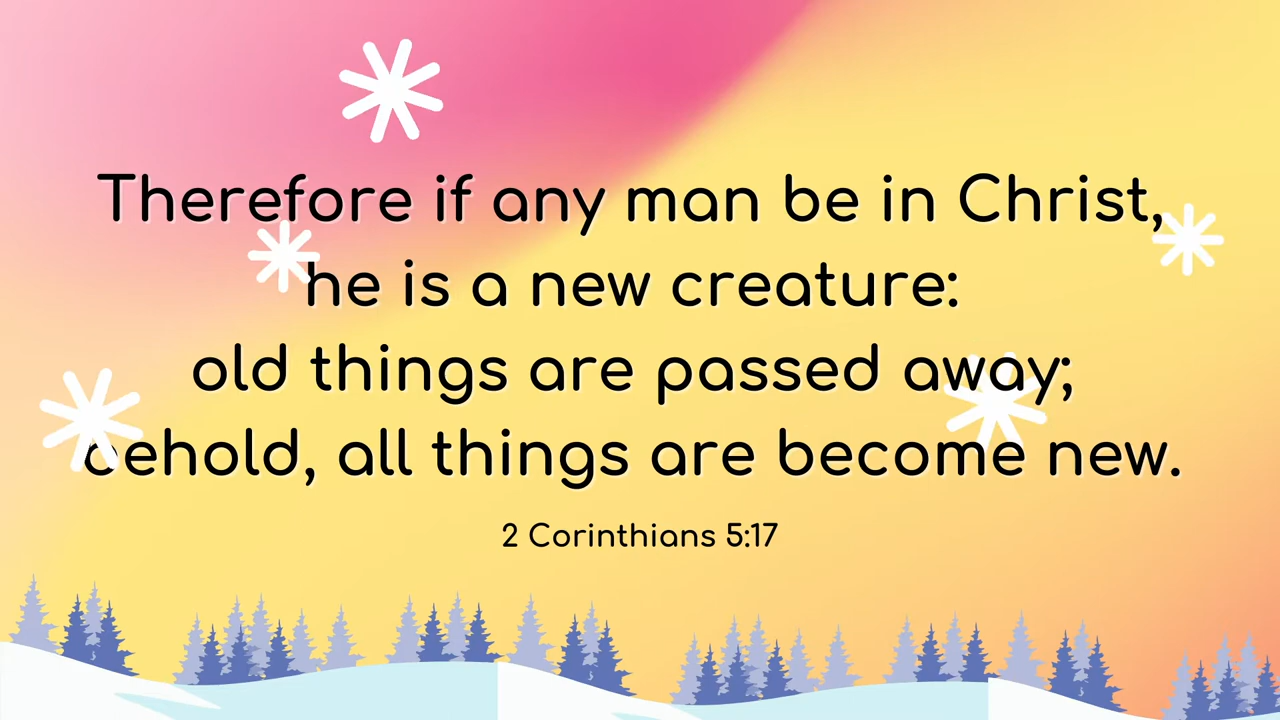 Therefore if any man be in Christ,
he is a new creature:
old things are passed away;
behold, all things are become new.
2 Corinthians 5:17